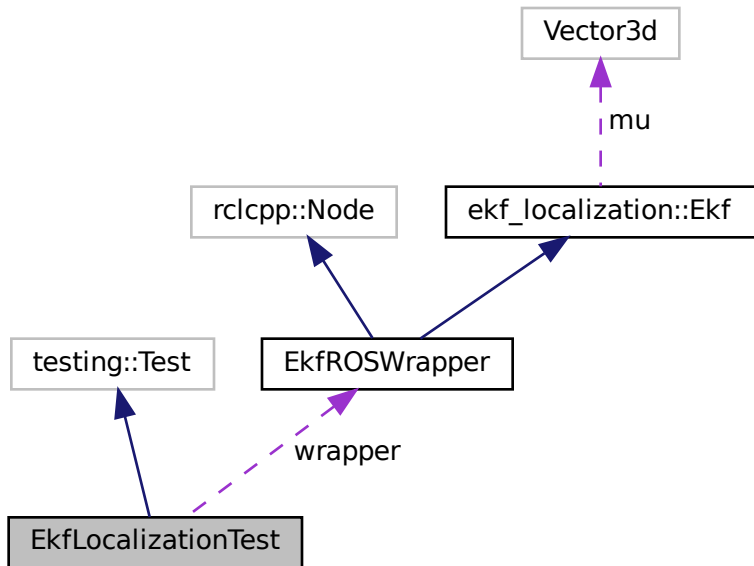 Vector3d
mu
rclcpp::Node
ekf_localization::Ekf
testing::Test
EkfROSWrapper
wrapper
EkfLocalizationTest